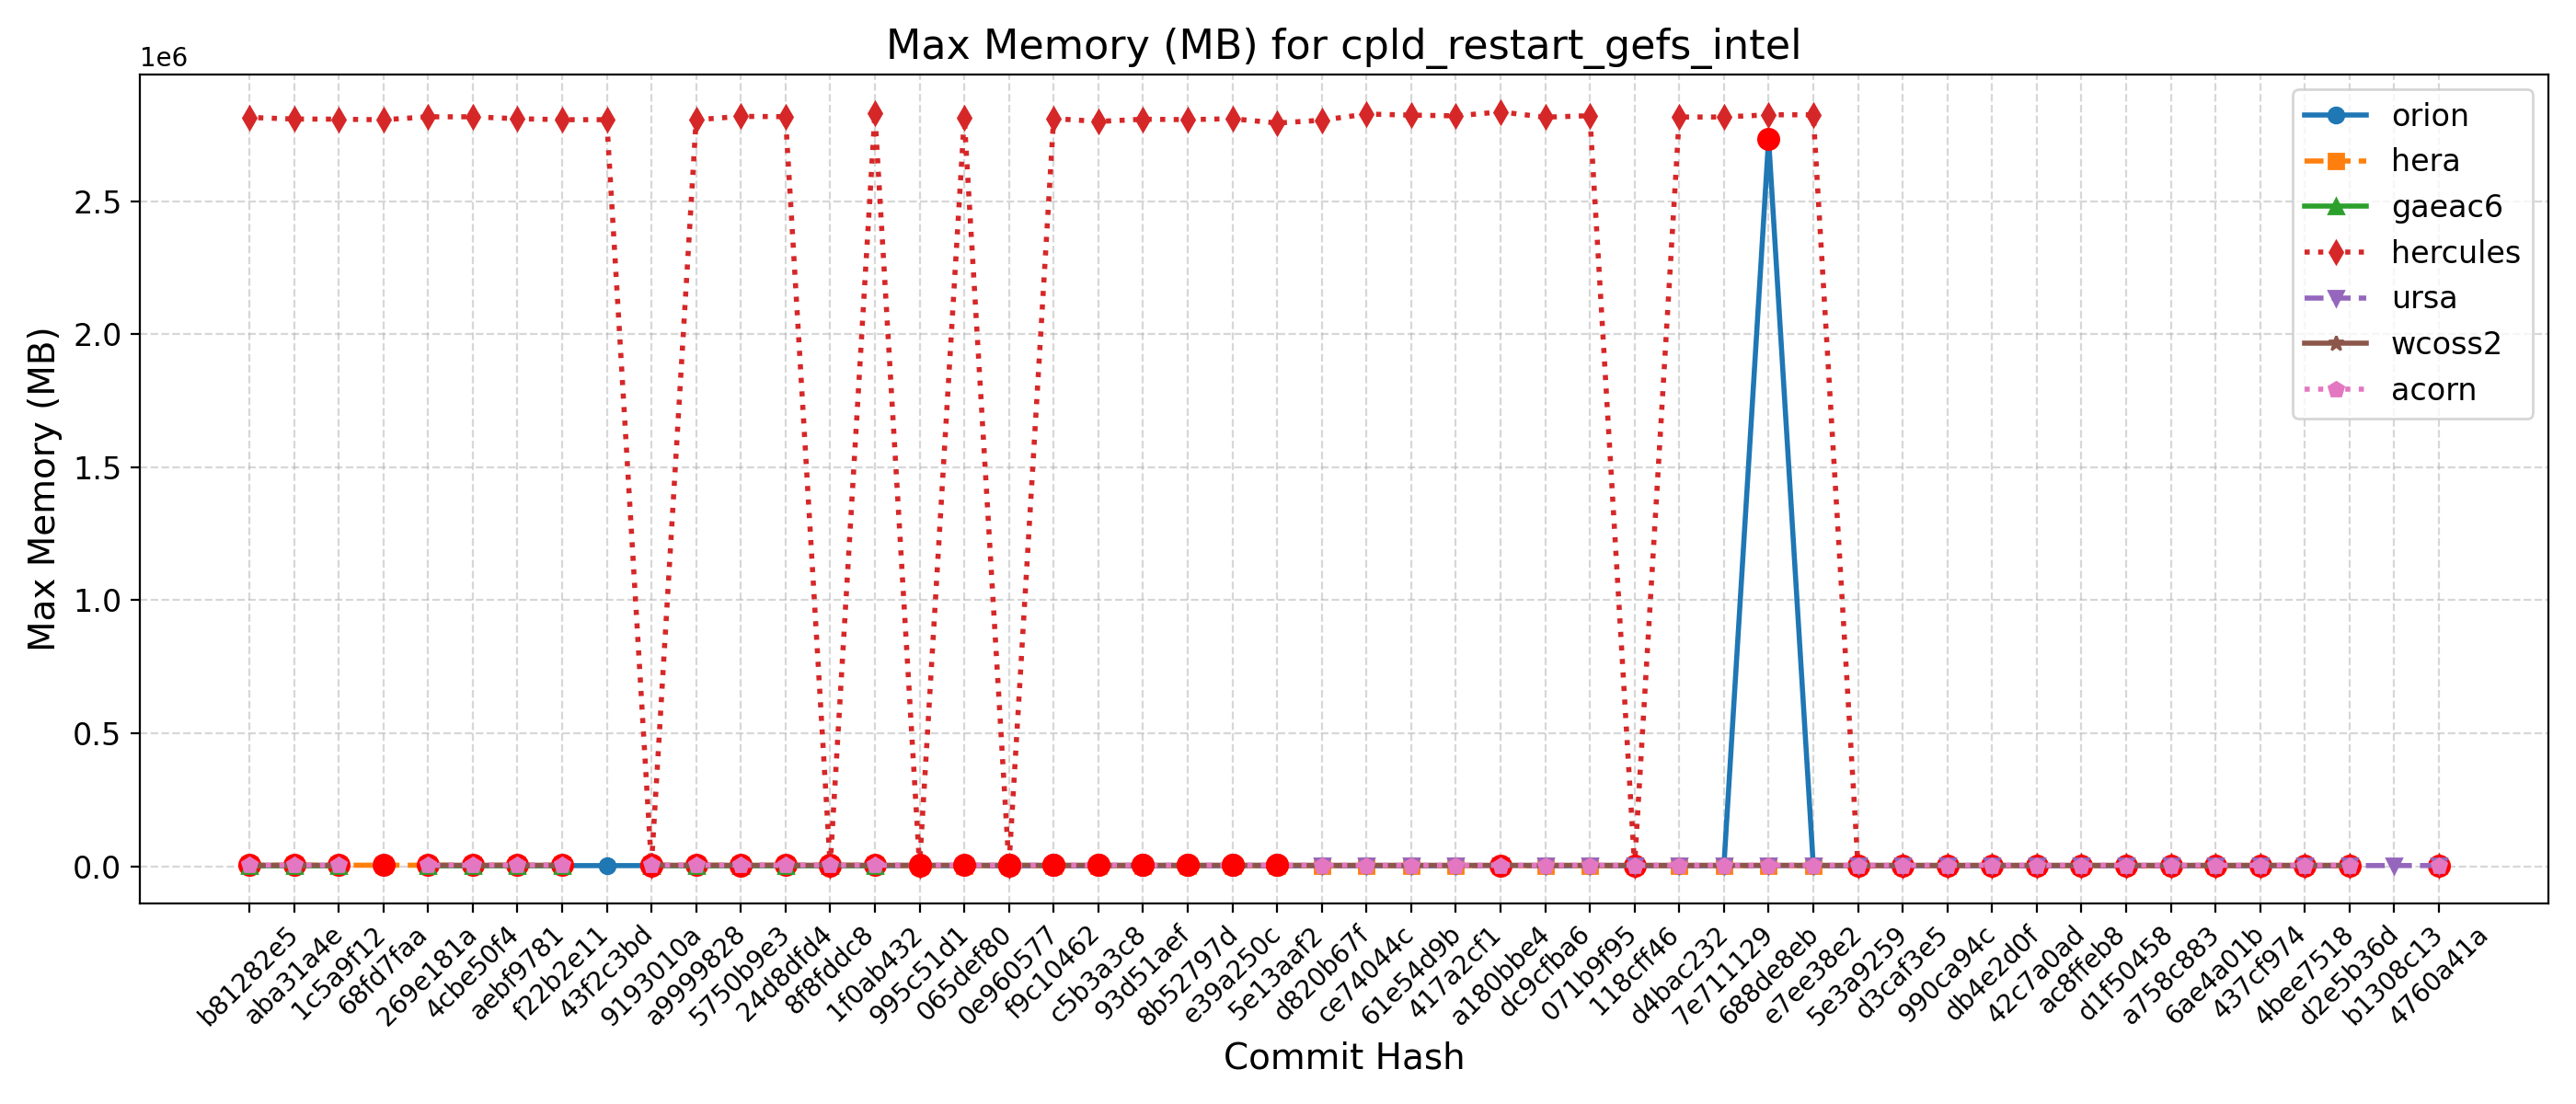 Max Memory (MB) for cpld_restart_gefs_intel
1e6
Max Memory (MB)
2.5
2.0
1.5
1.0
0.5
0.0
orion
hera
gaeac6
hercules
ursa
wcoss2
acorn
b81282e5
aba31a4e
1c5a9f12
68fd7faa
269e181a
4cbe50f4
aebf9781
f22b2e11
43f2c3bd
9193010a
a9999828
5750b9e3
24d8dfd4
8f8fddc8
1f0ab432
995c51d1
065def80
0e960577
f9c10462
c5b3a3c8
93d51aef
8b52797d
e39a250c
5e13aaf2
d820b67f
ce74044c
61e54d9b
417a2cf1
a180bbe4
dc9cfba6
071b9f95
118cff46
d4bac232
7e711129
688de8eb
e7ee38e2
5e3a9259
d3caf3e5
990ca94c
db4e2d0f
42c7a0ad
ac8ffeb8
d1f50458
a758c883
6ae4a01b
437cf974
4bee7518
d2e5b36d
b1308c13
4760a41a
Commit Hash